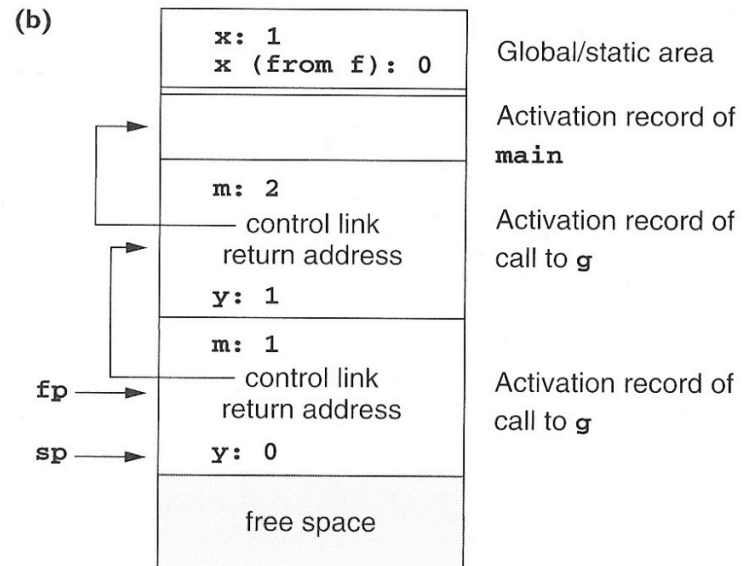 (b)
x: 1
x (from f): 0
Global/static area
Activation record of
main
m: 2
control link
return address
y: 1
Activation record of
call to g
m: 1
control link
return address
y: 0
Activation record of
call to g
fp
sp
free space